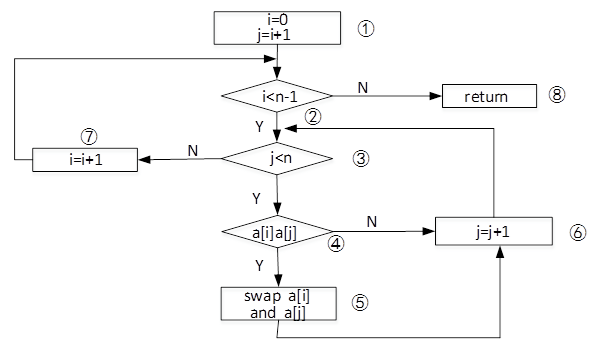 i=0
j=i+1
①
i<n-1
N
return
⑧
②
Y
⑦
i=i+1
N
j<n
③
Y
a[i]a[j]
④
N
j=j+1
⑥
Y
swap a[i]
and a[j]
⑤